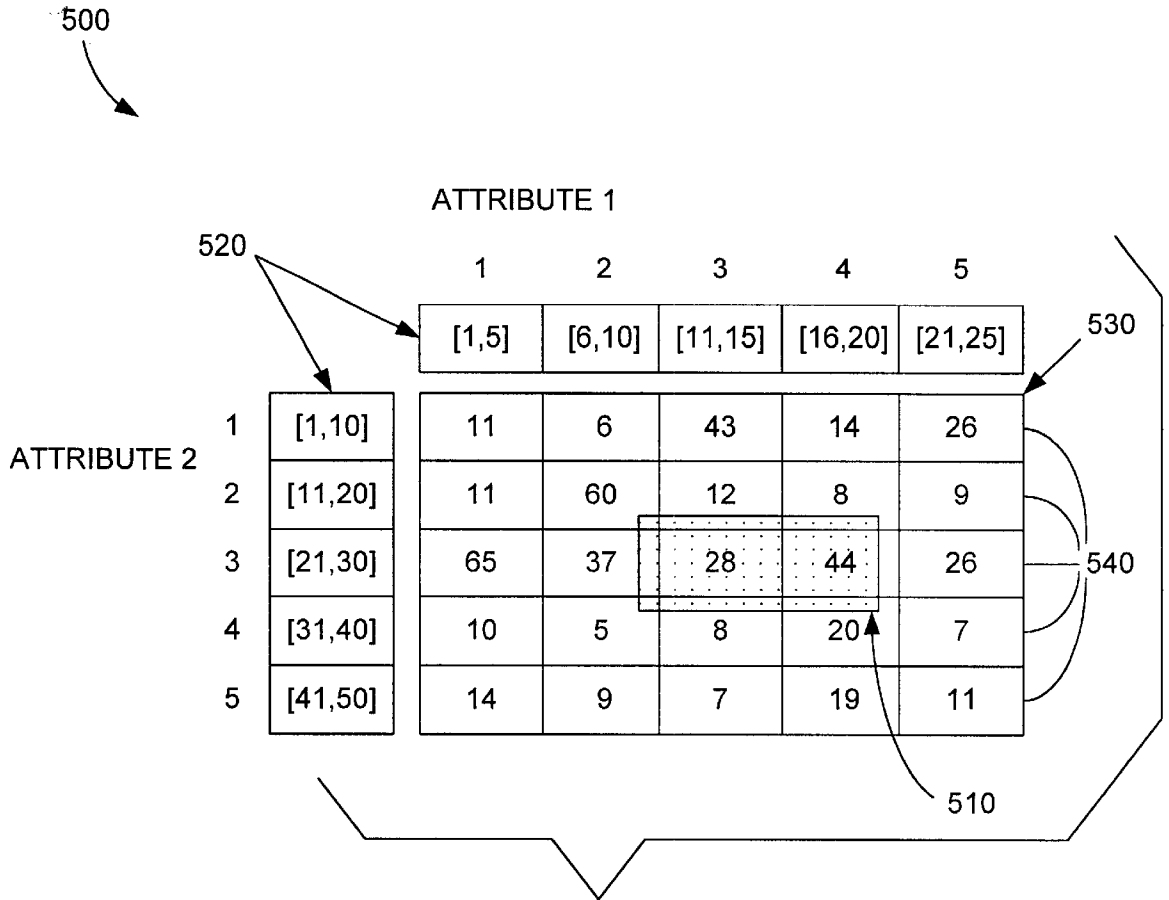 500
ATTRIBUTE 1
520
1 2 3 4 5
[1,5] [6,10] [11,15] [16,20] [21,25]
530
1 [1,10] 11 6 43 14 26
ATTRIBUTE 2
2 [11,20] 11 60 12 8 9
3 [21,30] 65 37 28 44 26
540
4 [31,40] 10 5 8 20 7
5 [41,50] 14 9 7 19 11
510